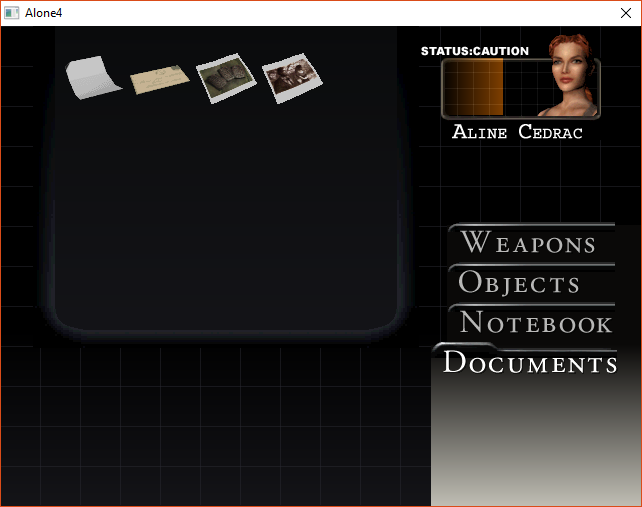 Alone4
STATUS:CAUTION
Aline Cedrac
Weapons
Objects
Notebook
Documents